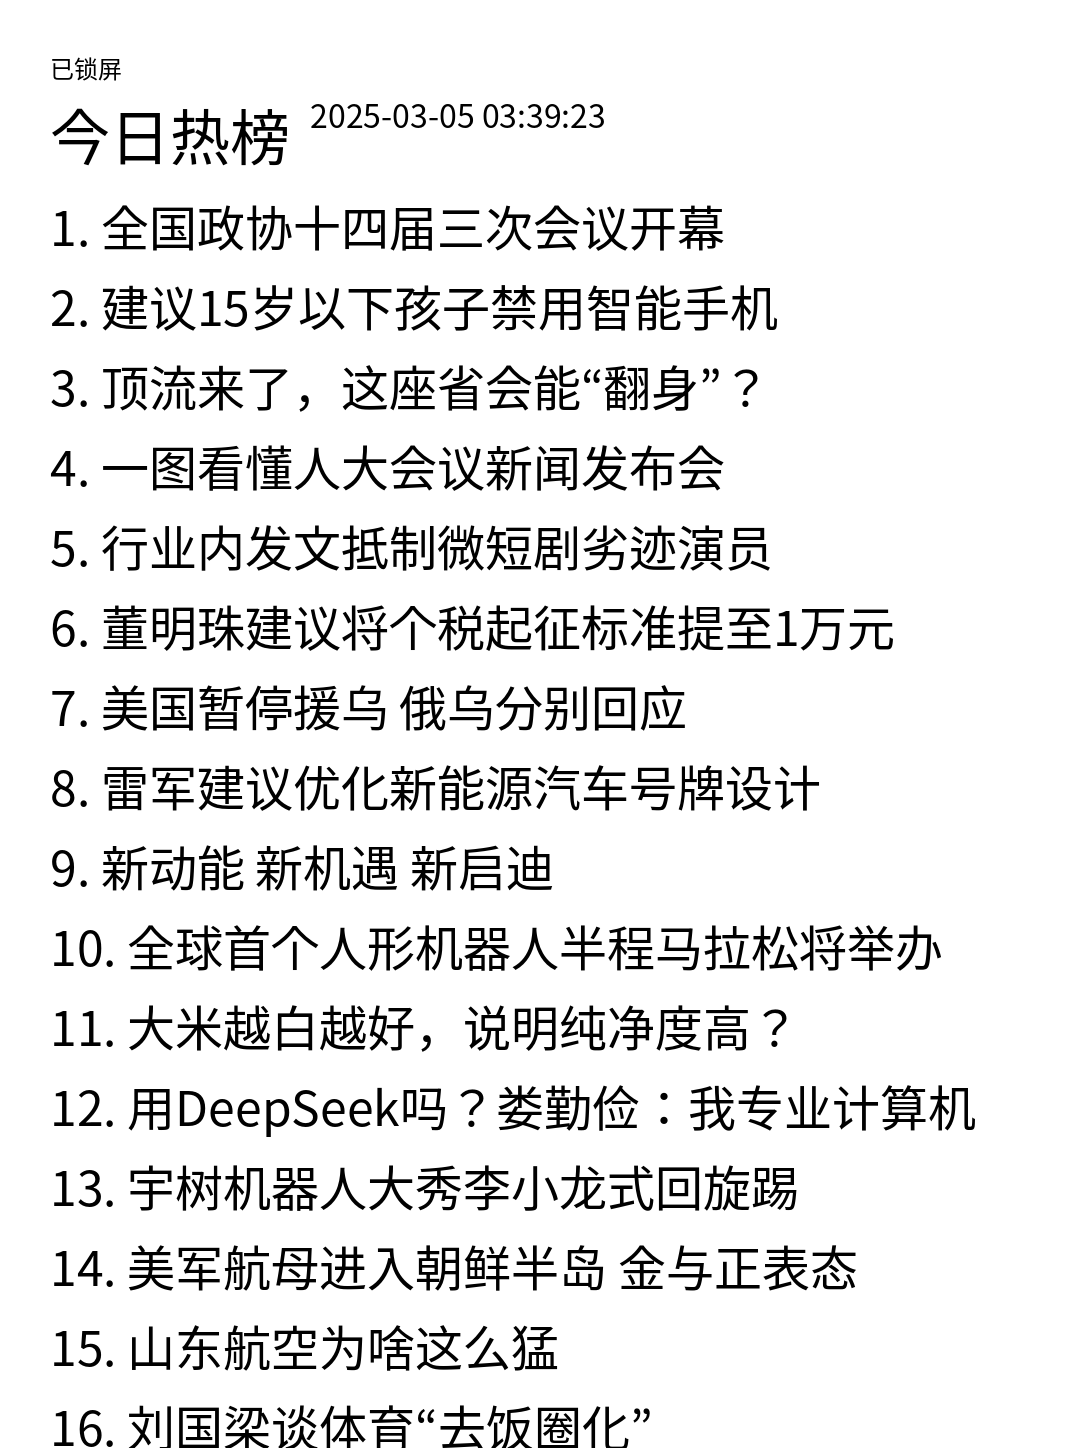 已锁屏
今日热榜 2025-03-05 03:39:23
1. 全国政协十四届三次会议开幕
2. 建议15岁以下孩子禁用智能手机
3. 顶流来了，这座省会能“翻身”？
4. 一图看懂人大会议新闻发布会
5. 行业内发文抵制微短剧劣迹演员
6. 董明珠建议将个税起征标准提至1万元
7. 美国暂停援乌 俄乌分别回应
8. 雷军建议优化新能源汽车号牌设计
9. 新动能 新机遇 新启迪
10. 全球首个人形机器人半程马拉松将举办
11. 大米越白越好，说明纯净度高？
12. 用DeepSeek吗？娄勤俭：我专业计算机
13. 宇树机器人大秀李小龙式回旋踢
14. 美军航母进入朝鲜半岛 金与正表态
15. 山东航空为啥这么猛
16. 刘国梁谈体育“去饭圈化”